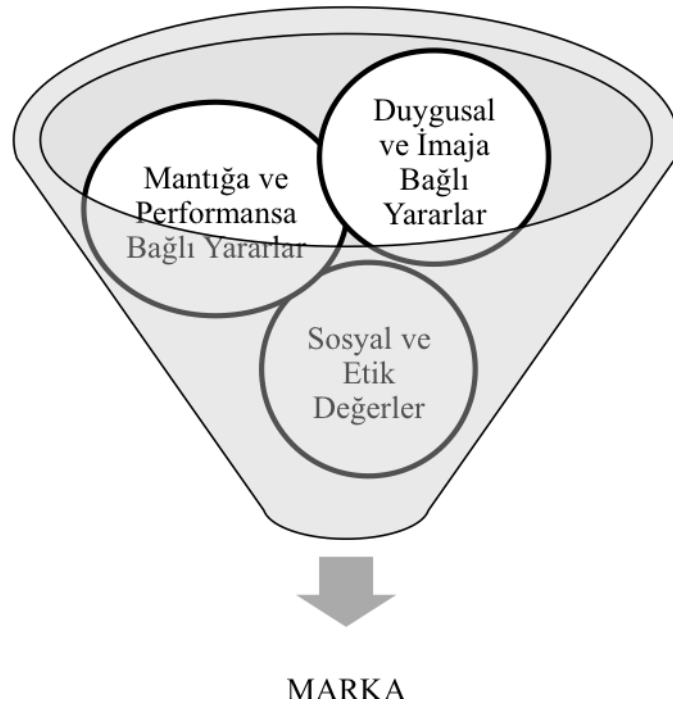 Duygusal
ve İmaja
Bağlı
Yararlar
Mantığa ve
Performansa
Bağlı Yararlar
Sosyal ve
Etik
Değerler
MARKA